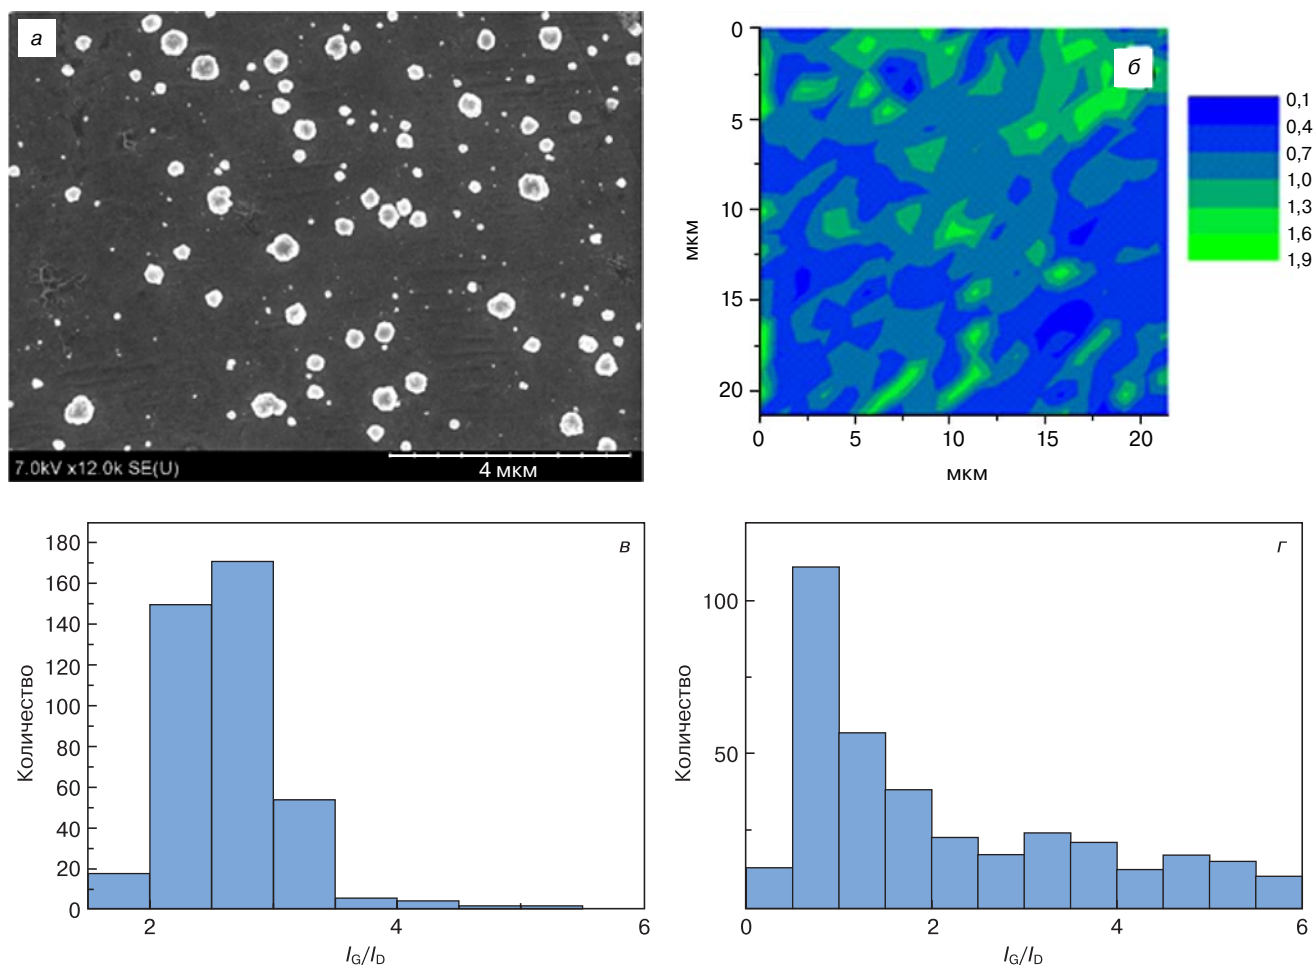 а
7.0kV x12.0k SE(U)
4 мкм
б
0
5
10
15
20
мкм
0 5 10 15 20
мкм
0,1
0,4
0,7
1,0
1,3
1,6
1,9
в
180
160
140
120
100
80
60
40
20
0
Количество
2 4 6
IG/ID
г
100
50
Количество
0 2 4 6
IG/ID